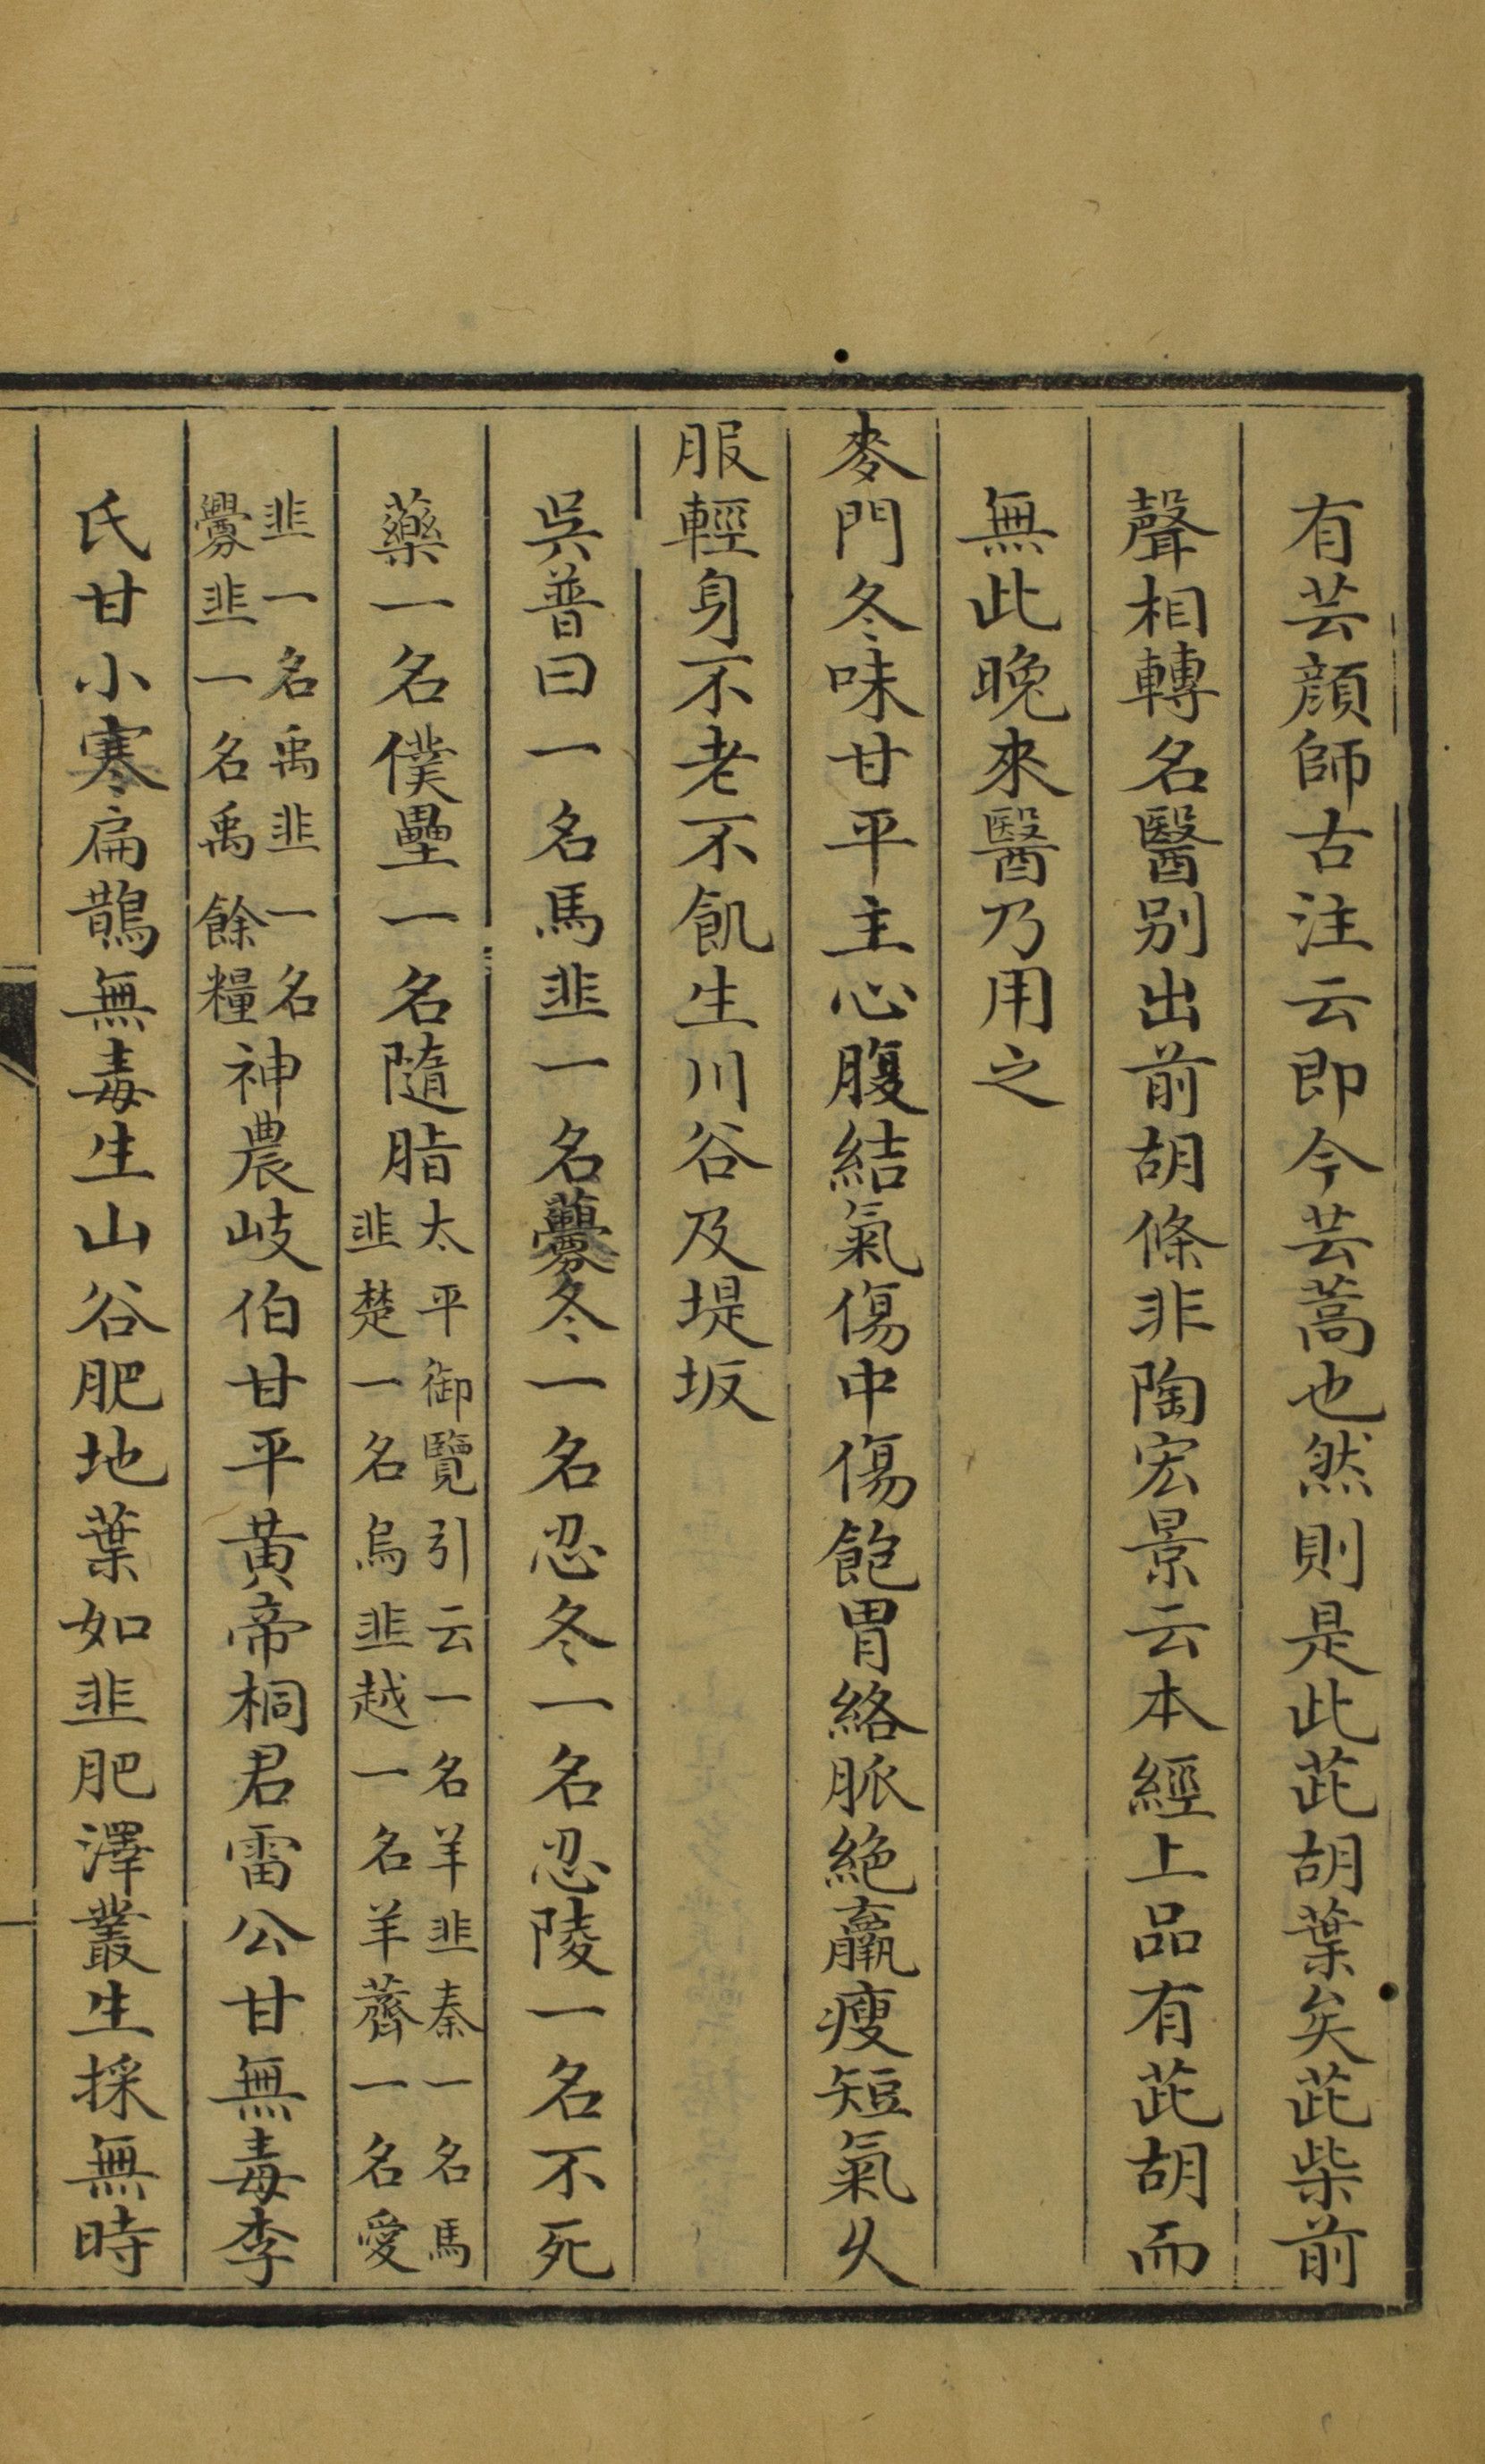 有芸顔師古注云即今芸蒿也然則是此茈胡葉矣茈柴前
聲相轉名醫别出前胡條非陶宏景云本經上品有茈胡而
無此晚來醫乃用之
麥門冬味甘平主心腹結氣傷中傷飽胃絡脈絶羸瘦短氣久
服輕身不老不飢生川谷及堤坂
吳普曰一名馬韭一名虋冬一名忍冬一名忍陵一名不死
藥一名僕壘一名隨脂
太平御覽引云一名羊韭秦一名馬
韭楚一名烏韭越一名羊薺一名愛
韭一名禹韭一名
釁韭一名禹餘糧
神農岐伯甘平黄帝桐君雷公甘無毒李
氏甘小寒扁鵲無毒生山谷肥地葉如韭肥澤叢生採無時